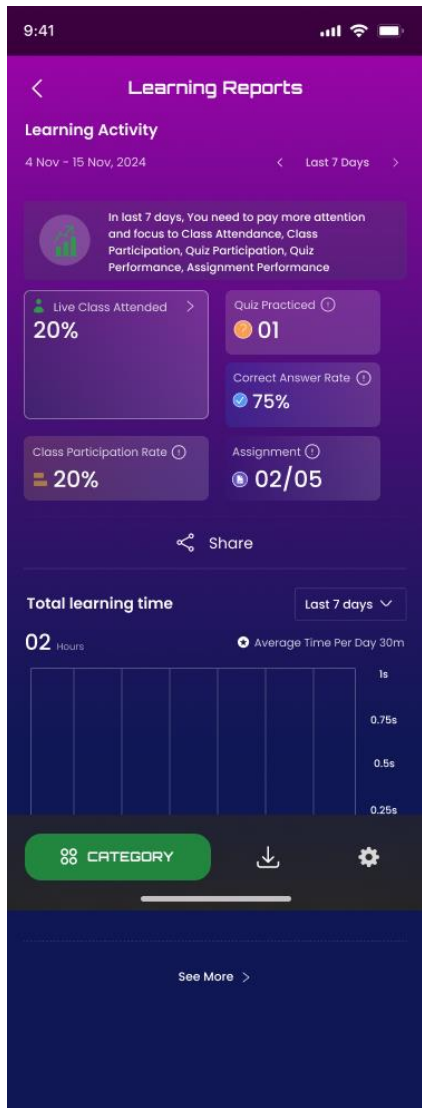 9:41
Learning Reports
Learning Activity
4 Nov - 15 Nov, 2024
Last 7 Days
In last 7 days, You need to pay more attention
and focus to Class Attendance, Class
Participation, Quiz Participation, Quiz
Performance, Assignment Performance
Live Class Attended
20%
Quiz Practiced
01
Correct Answer Rate
75%
Class Participation Rate
20%
Assignment
02/05
Share
Total learning time
Last 7 days
02 Hours
Average Time Per Day 30m
1s
0.75s
0.5s
0.25s
CATEGORY
See More